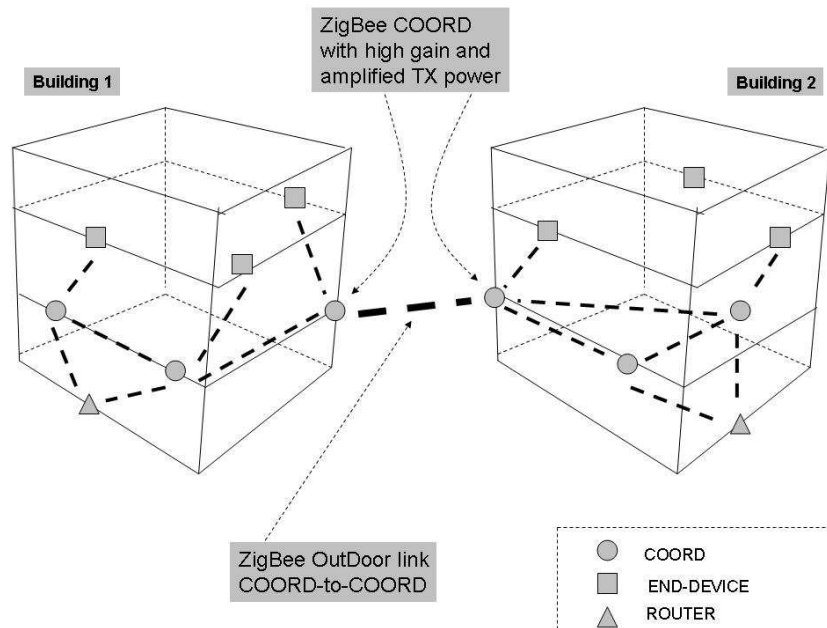 ZigBee COORD
with high gain and
amplified TX power
Building 1
Building 2
ZigBee OutDoor link
COORD-to-COORD
COORD
END-DEVICE
ROUTER